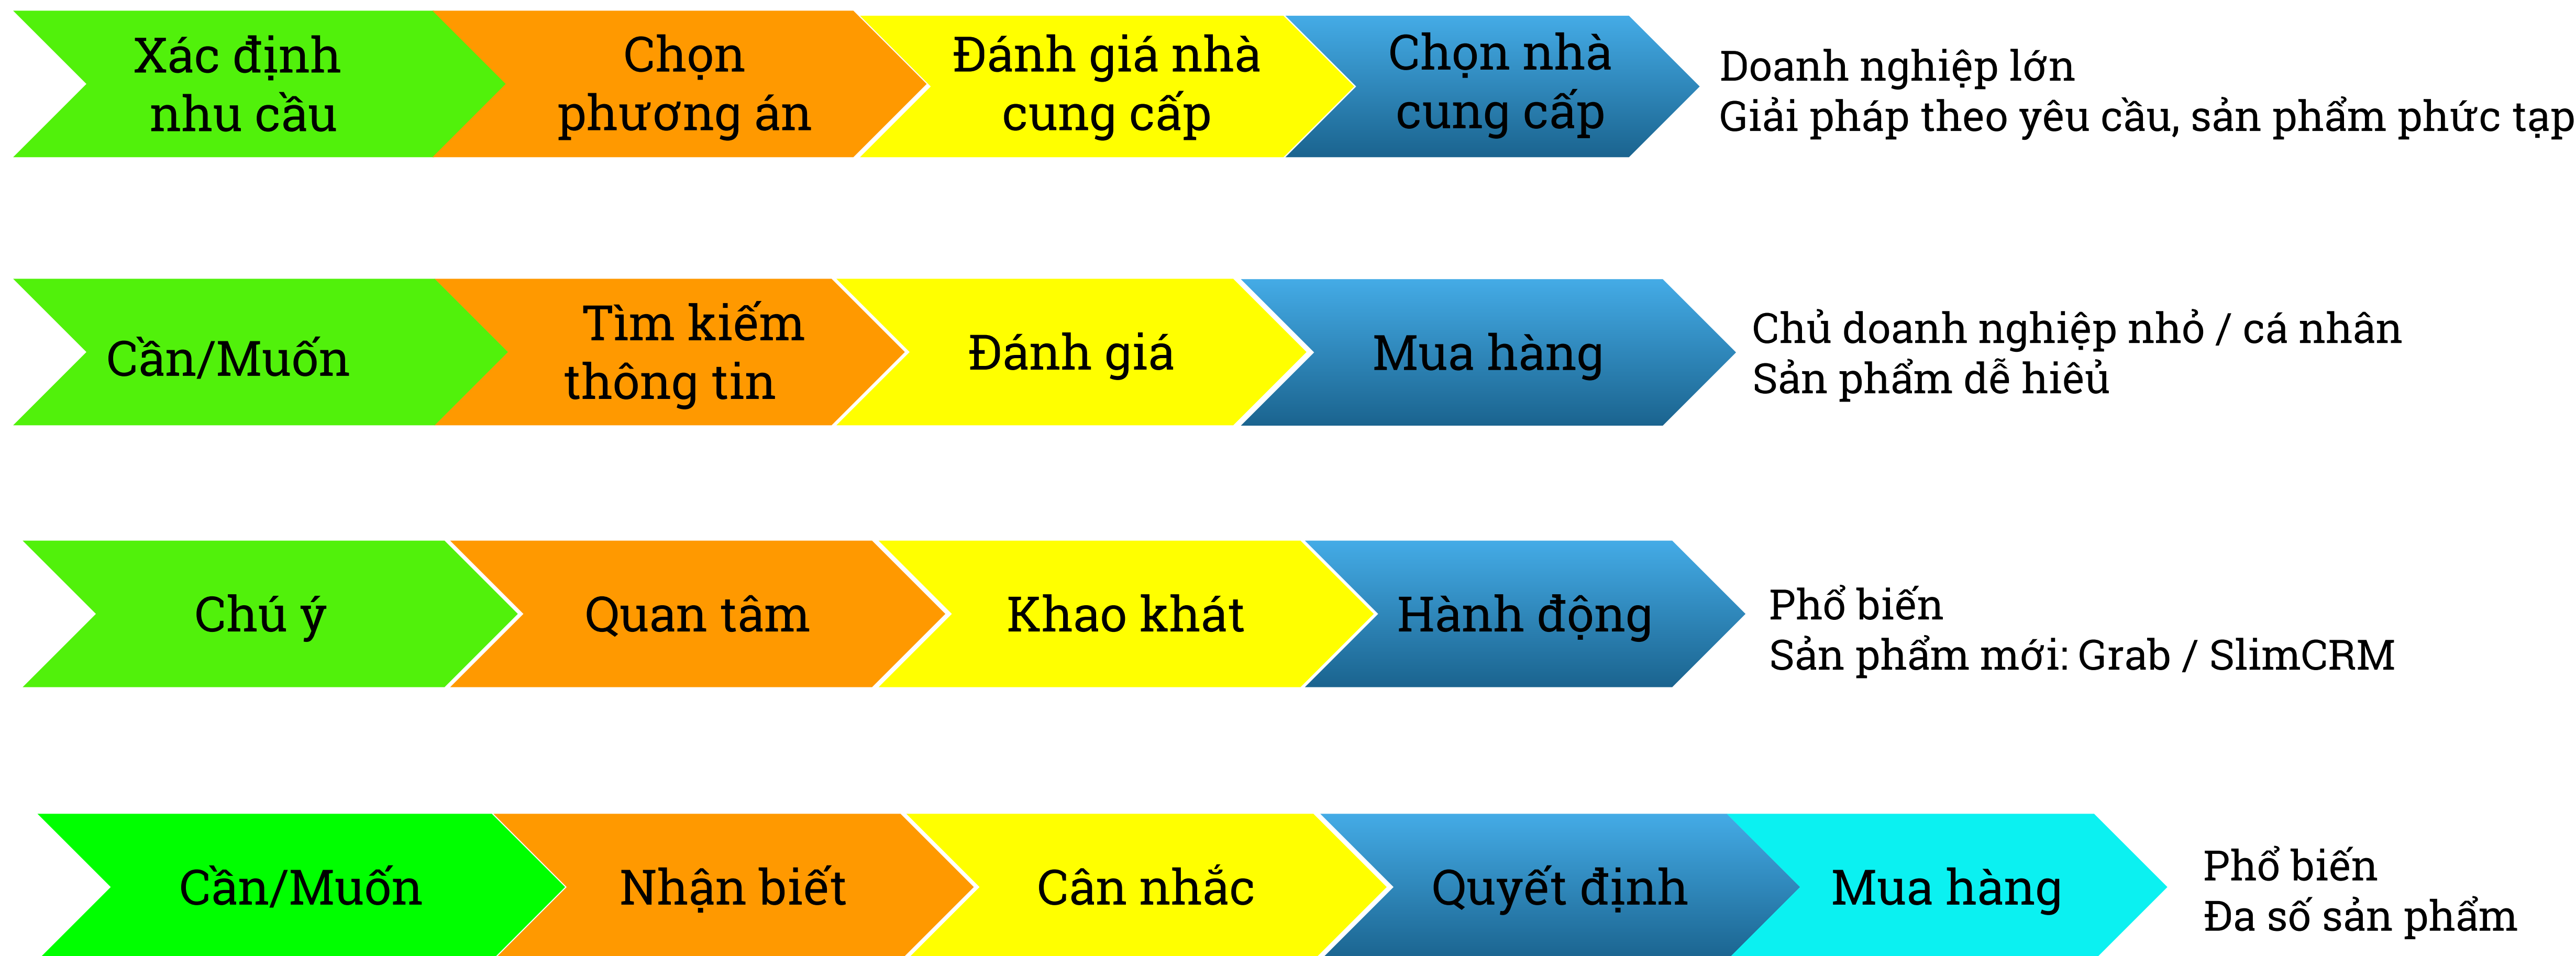 Xác định
nhu cầu
Chọn
phương án
Đánh giá nhà
cung cấp
Chọn nhà
cung cấp
Doanh nghiệp lớn
Giải pháp theo yêu cầu, sản phẩm phức tạp
Cần/Muốn
Tìm kiếm
thông tin
Đánh giá
Mua hàng
Chủ doanh nghiệp nhỏ / cá nhân
Sản phẩm dễ hiêủ
Chú ý
Quan tâm
Khao khát
Hành động
Phổ biến
Sản phẩm mới: Grab / SlimCRM
Cần/Muốn
Nhận biết
Cân nhắc
Quyết định
Mua hàng
Phổ biến
Đa số sản phẩm